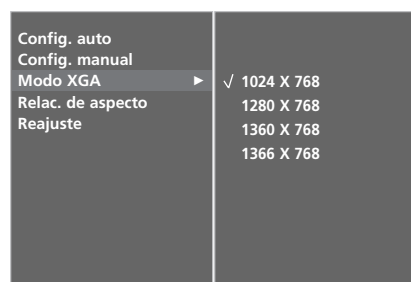 Config. auto
Config. manual
Modo XGA ►
Relac. de aspecto
Reajuste
√ 1024 X 768
1280 X 768
1360 X 768
1366 X 768